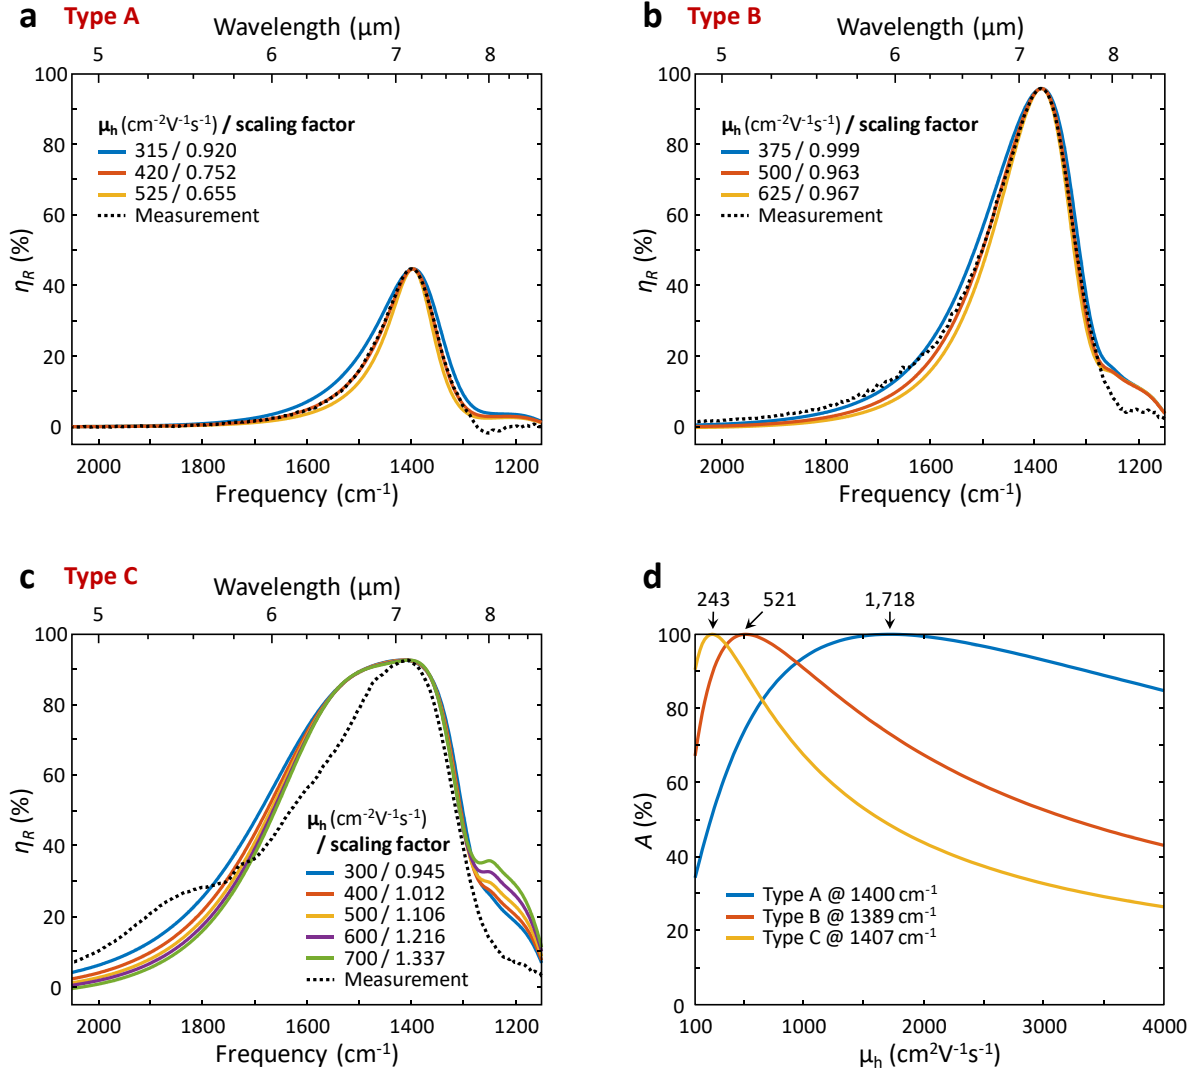 a Type A
Wavelength (μm)
5 6 7 8
100
80
60
40
20
0
ηR (%)
μh (cm-2V-1s-1) / scaling factor
315 / 0.920
420 / 0.752
525 / 0.655
Measurement
2000 1800 1600 1400 1200
Frequency (cm-1)
b Type B
Wavelength (μm)
5 6 7 8
100
80
60
40
20
0
ηR (%)
μh (cm-2V-1s-1) / scaling factor
375 / 0.999
500 / 0.963
625 / 0.967
Measurement
2000 1800 1600 1400 1200
Frequency (cm-1)
c Type C
Wavelength (μm)
5 6 7 8
100
80
60
40
20
0
ηR (%)
μh (cm-2V-1s-1)
/ scaling factor
300 / 0.945
400 / 1.012
500 / 1.106
600 / 1.216
700 / 1.337
Measurement
2000 1800 1600 1400 1200
Frequency (cm-1)
d
243 521 1,718
100
80
60
40
20
0
A (%)
Type A @ 1400 cm-1
Type B @ 1389 cm-1
Type C @ 1407 cm-1
100 1000 2000 3000 4000
μh (cm2V-1s-1)